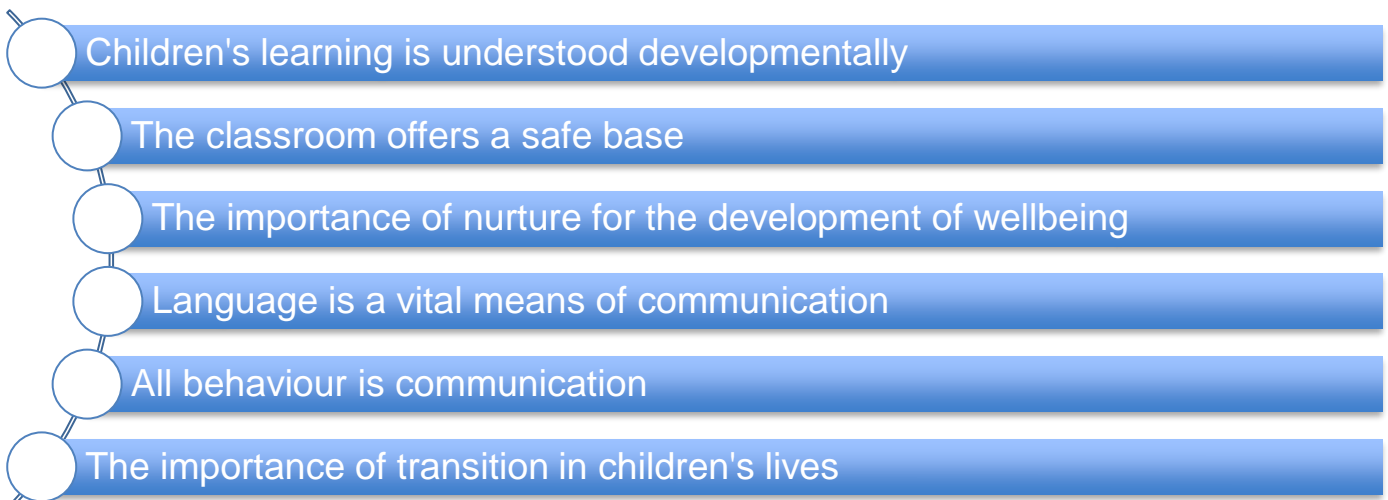 Children's learning is understood developmentally
The classroom offers a safe base
The importance of nurture for the development of wellbeing
Language is a vital means of communication
All behaviour is communication
The importance of transition in children's lives